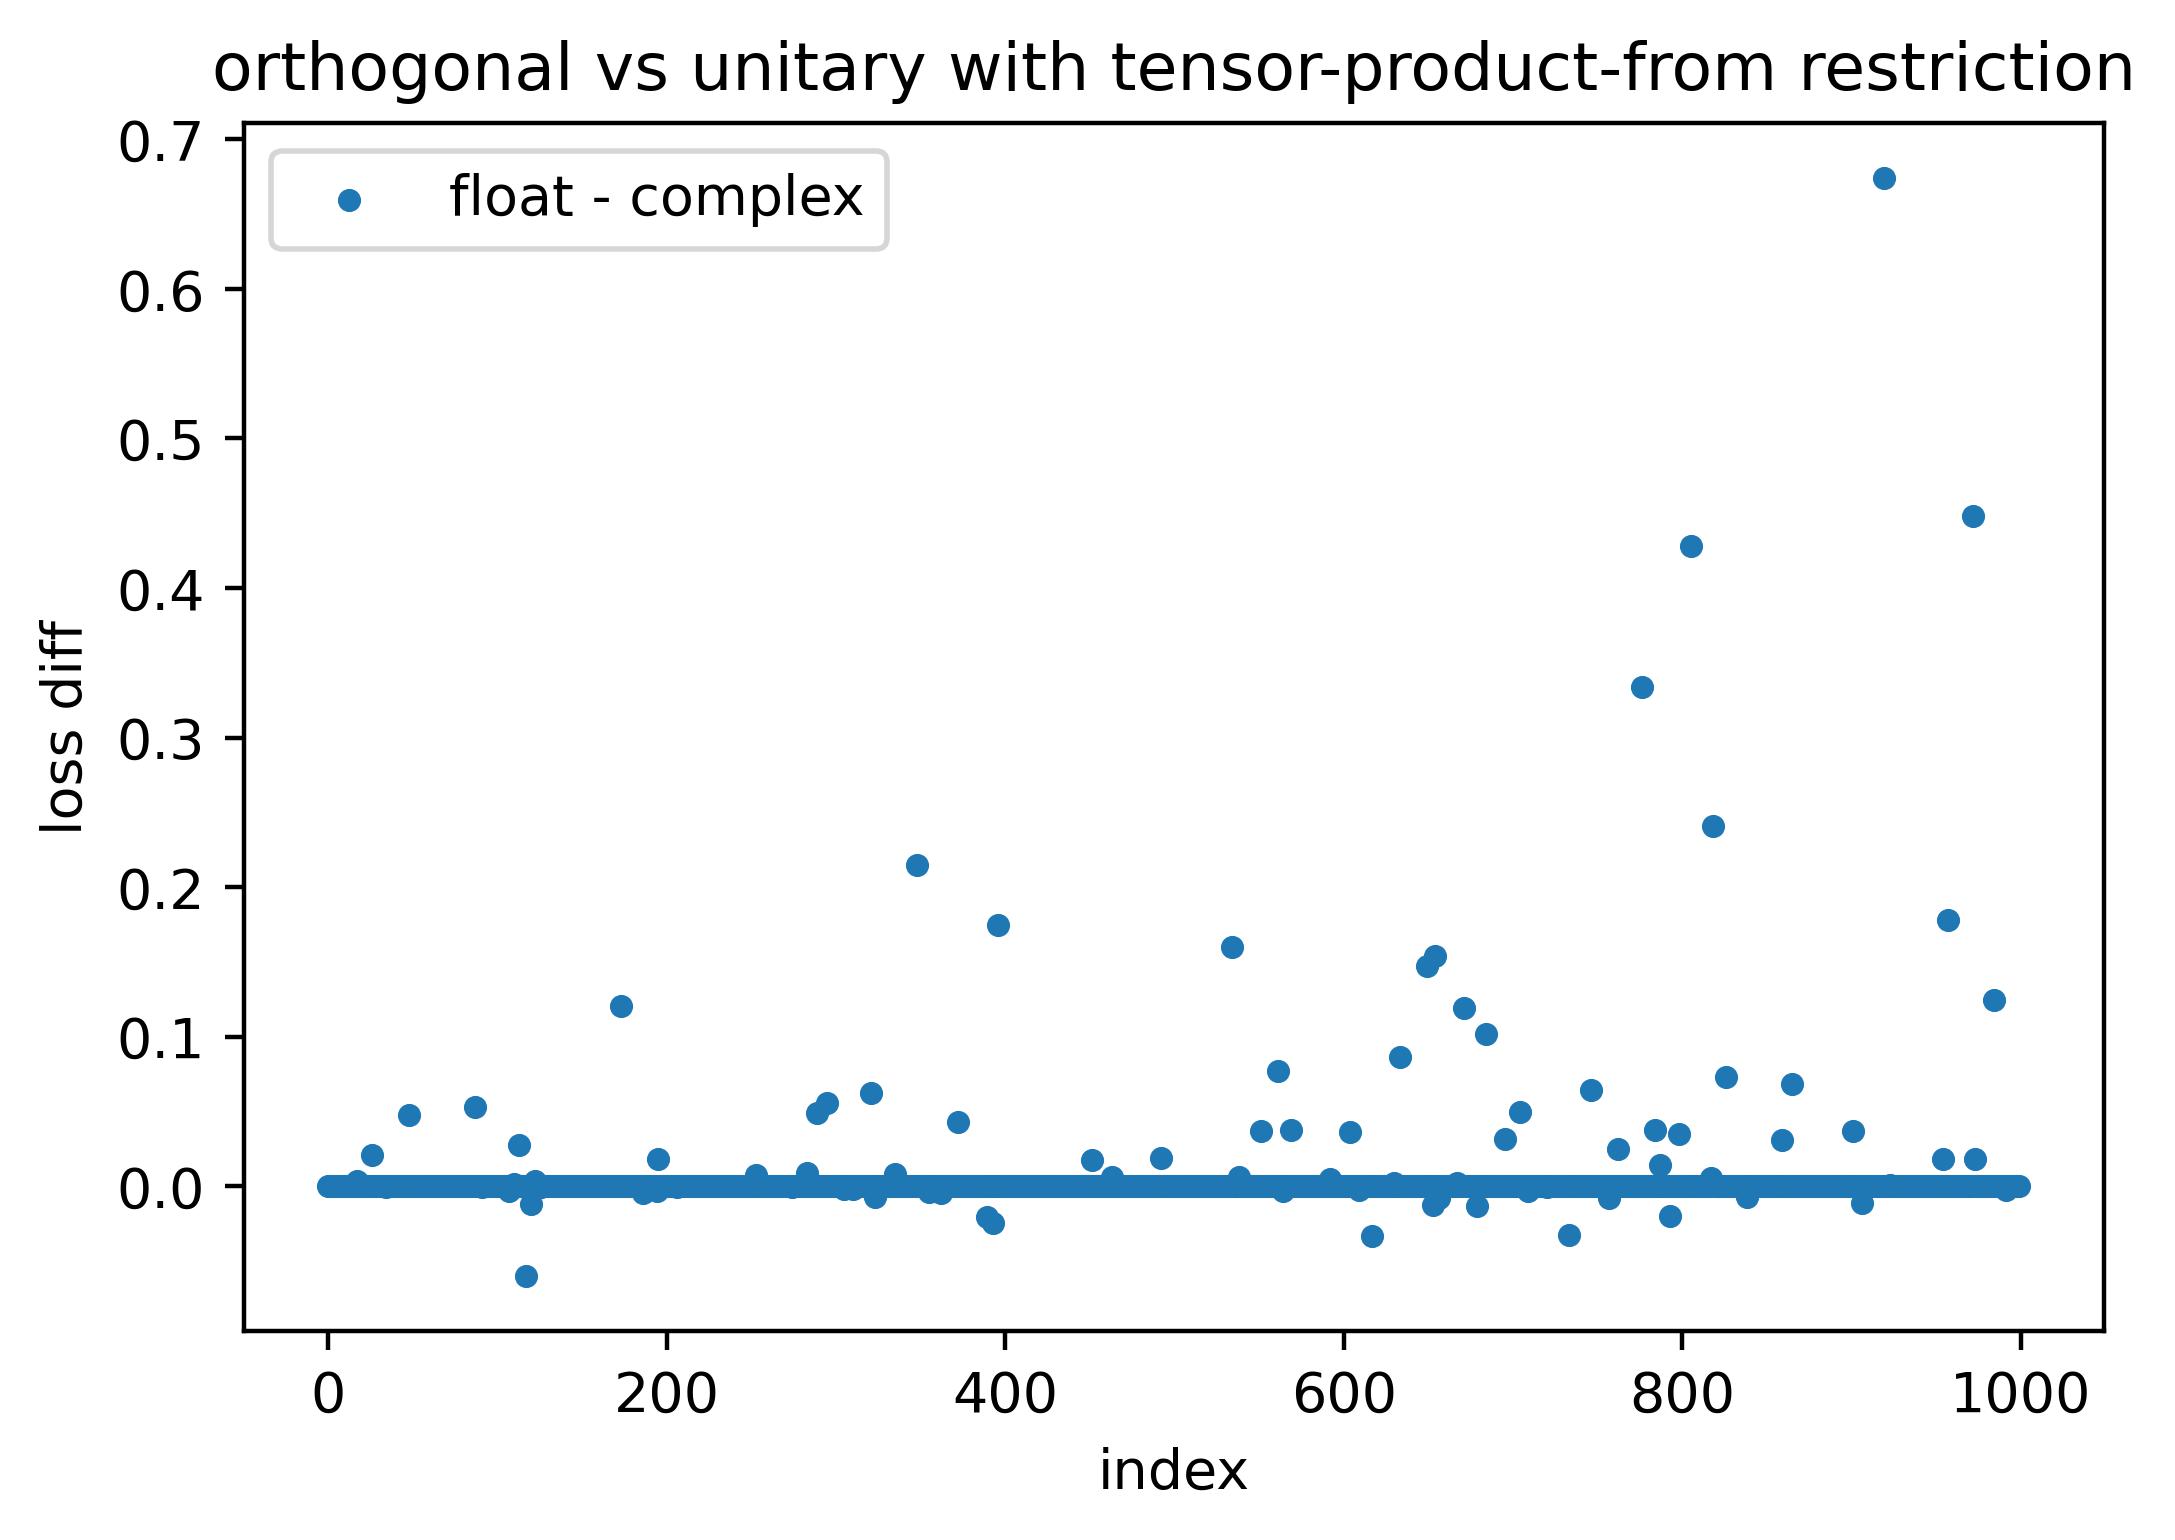 orthogonal vs unitary with tensor-product-from restriction
float - complex
0.7
0.6
0.5
0.4
0.3
0.2
0.1
0.0
loss diff
0 200 400 600 800 1000
index